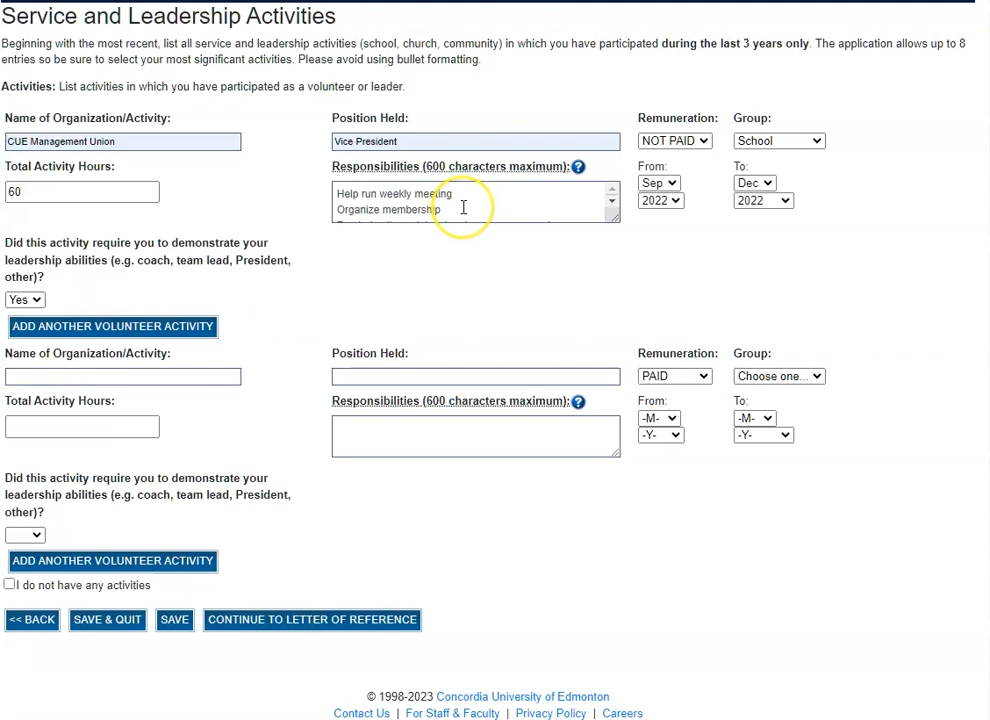 Service and Leadership Activities
Beginning with the most recent, list all service and leadership activities (school, church, community) in which you have participated during the last 3 years only. The application allows up to 8
entries so be sure to select your most significant activities. Please avoid using bullet formatting.
Activities: List activities in which you have participated as a volunteer or leader.
Name of Organization/Activity: Position Held: Remuneration: Group:
CUE Management Union Vice President NOT PAID School
Total Activity Hours: Responsibilities (600 characters maximum): ? From: To:
60 Help run weekly meeting Sep Dec
Organize membership 2022 2022
Did this activity require you to demonstrate your
leadership abilities (e.g. coach, team lead, President,
other)?
Yes
ADD ANOTHER VOLUNTEER ACTIVITY
Name of Organization/Activity: Position Held: Remuneration: Group:
PAID Choose one...
Total Activity Hours: Responsibilities (600 characters maximum): ? From: To:
-M- -M-
-Y- -Y-
Did this activity require you to demonstrate your
leadership abilities (e.g. coach, team lead, President,
other)?
ADD ANOTHER VOLUNTEER ACTIVITY
I do not have any activities
<< BACK SAVE & QUIT SAVE CONTINUE TO LETTER OF REFERENCE
© 1998-2023 Concordia University of Edmonton
Contact Us | For Staff & Faculty | Privacy Policy | Careers